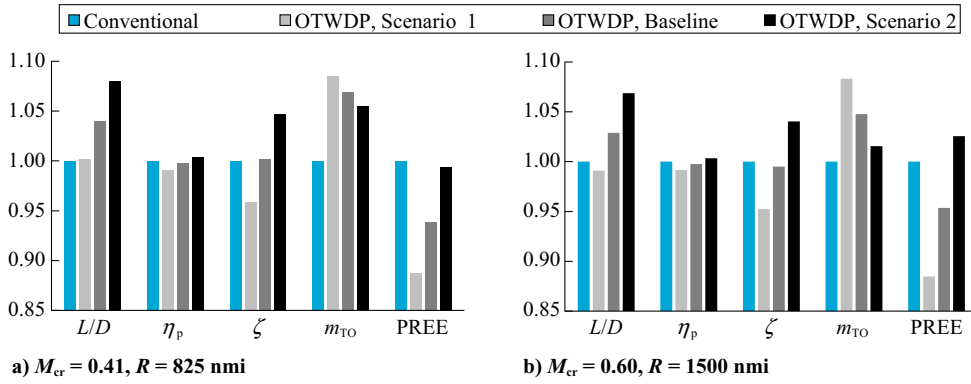 Conventional OTWDP, Scenario 1 OTWDP, Baseline OTWDP, Scenario 2
1.10
1.05
1.00
0.95
0.90
0.85
L/D ηp ζ mTO PREE
a) Mcr = 0.41, R = 825 nmi
1.10
1.05
1.00
0.95
0.90
0.85
L/D ηp ζ mTO PREE
b) Mcr = 0.60, R = 1500 nmi